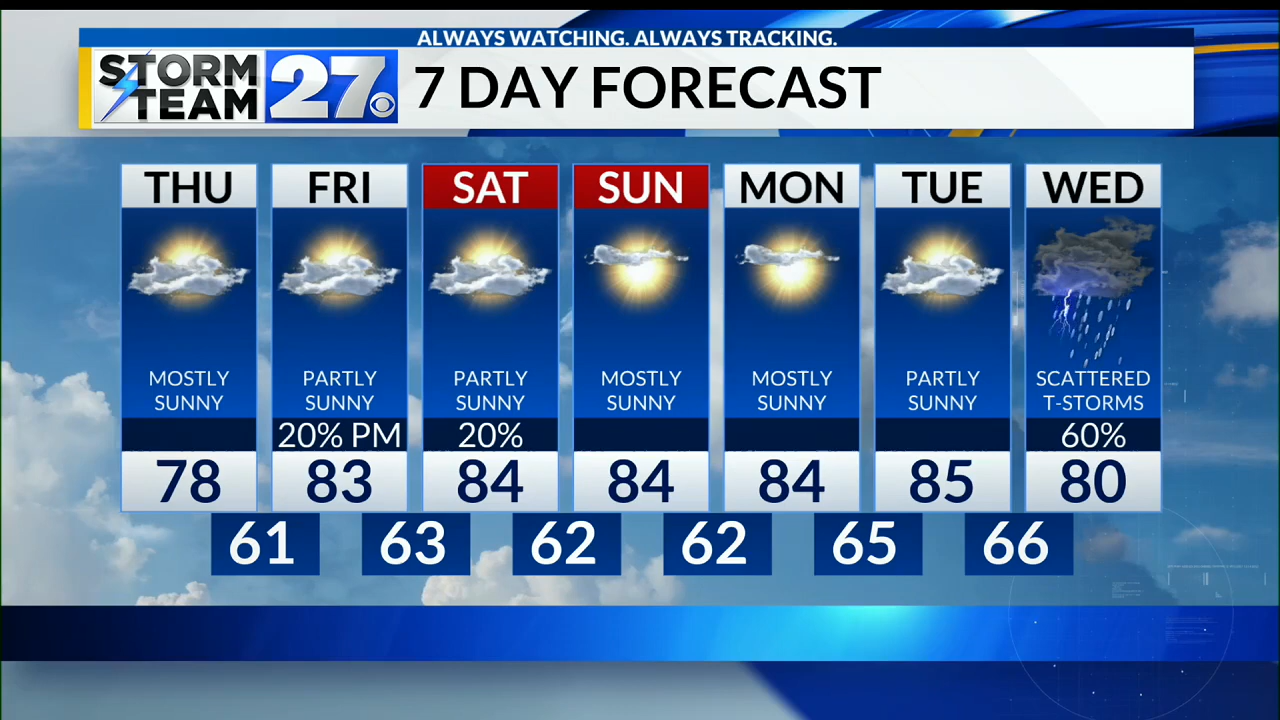 ALWAYS WATCHING. ALWAYS TRACKING.
STORM
TEAM
27
7 DAY FORECAST
THU
FRI
SAT
SUN
MON
TUE
WED
MOSTLY
SUNNY
PARTLY
SUNNY
PARTLY
SUNNY
MOSTLY
SUNNY
MOSTLY
SUNNY
PARTLY
SUNNY
SCATTERED
T-STORMS
20% PM
20%
60%
78
83
84
84
84
85
80
61
63
62
62
65
66